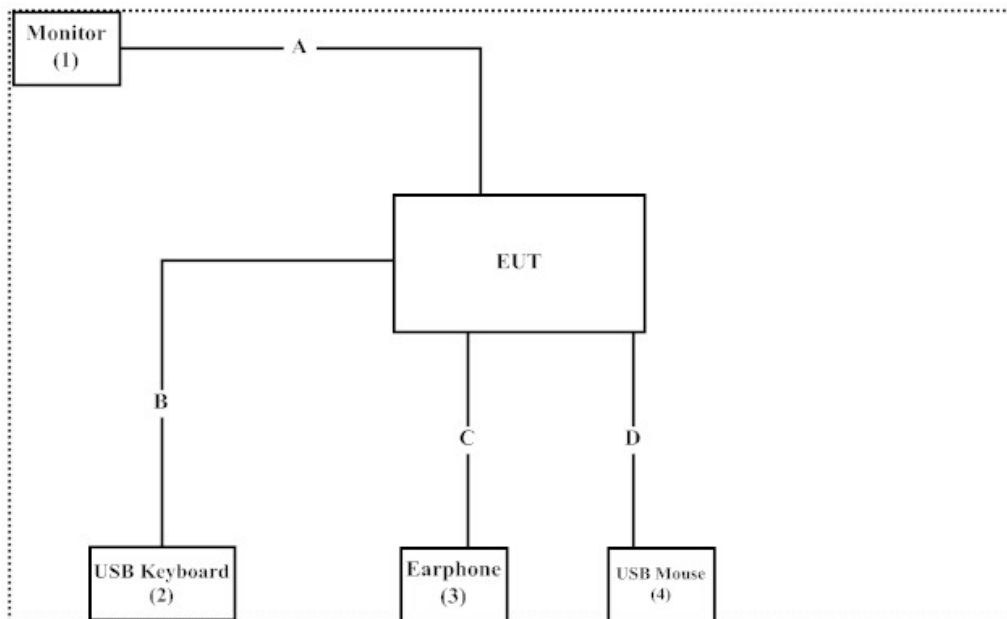 Monitor
(1)
A
EUT
B
C
D
USB Keyboard
(2)
Earphone
(3)
USB Mouse
(4)